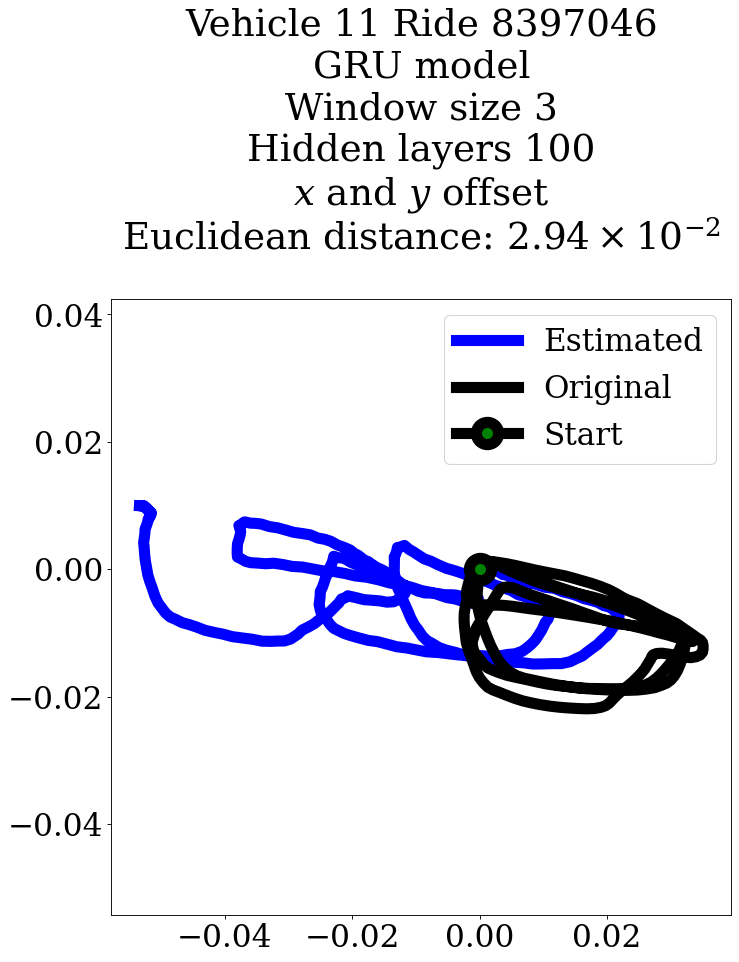 Vehicle 11 Ride 8397046
GRU model
Window size 3
Hidden layers 100
x and y offset
Euclidean distance: 2.94 × 10⁻²
Estimated
Original
Start
0.04
0.02
0.00
−0.02
−0.04
−0.04 −0.02 0.00 0.02